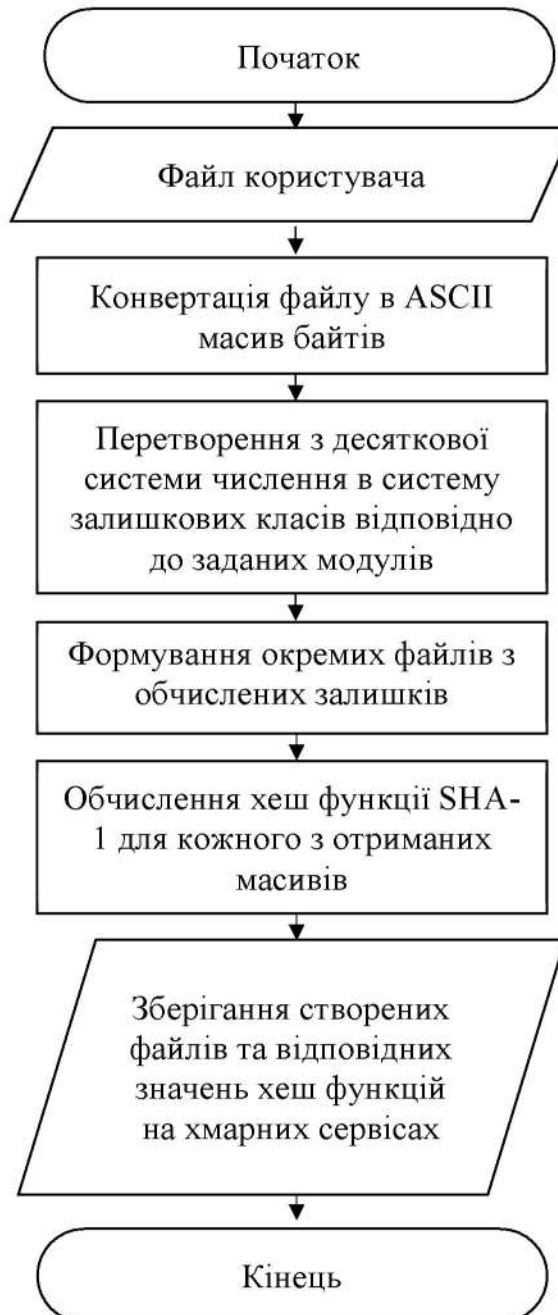 Початок
Файл користувача
Конвертація файлу в ASCII
масив байтів
Перетворення з десяткової
системи числення в систему
залишкових класів відповідно
до заданих модулів
Формування окремих файлів з
обчислених залишків
Обчислення хеш функції SHA-
1 для кожного з отриманих
масивів
Зберігання створених
файлів та відповідних
значень хеш функцій
на хмарних сервісах
Кінець